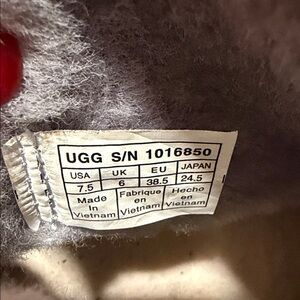 UGG S/N 1016850
USA UK EU JAPAN
7.5 6 38.5 24.5
Made Fabrique Hecho
In en en
Vietnam Vietnam Vietnam